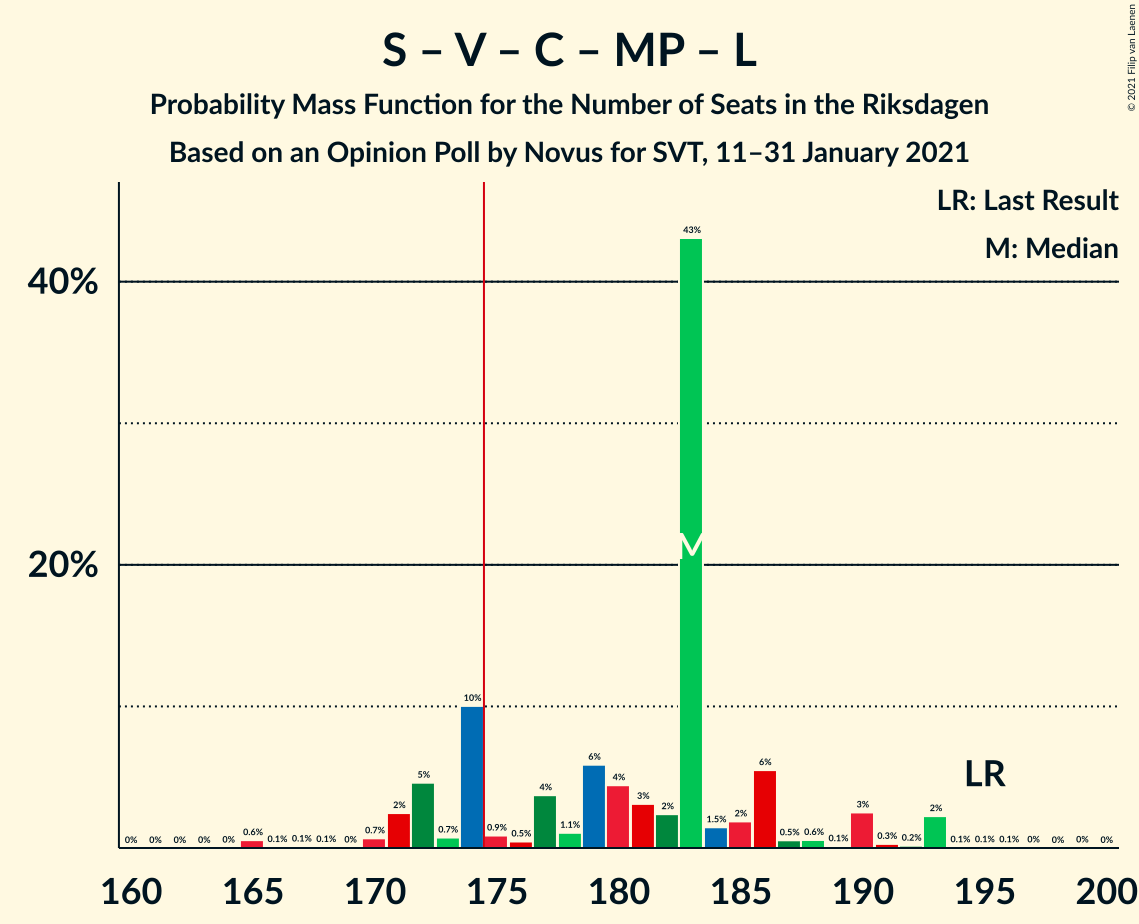 S – V – C – MP – L
Probability Mass Function for the Number of Seats in the Riksdagen
Based on an Opinion Poll by Novus for SVT, 11–31 January 2021
© 2021 Filip van Laenen
LR: Last Result
M: Median
40%
20%
0% 0% 0% 0% 0% 0.6% 0.1% 0.1% 0.1% 0% 0.7% 2% 5% 0.7% 10% 0.9% 0.5% 4% 1.1% 6% 4% 3% 2% 43% 1.5% 2% 6% 0.5% 0.6% 0.1% 3% 0.3% 0.2% 2% 0.1% 0.1% 0.1% 0% 0% 0% 0%
M
LR
160 165 170 175 180 185 190 195 200